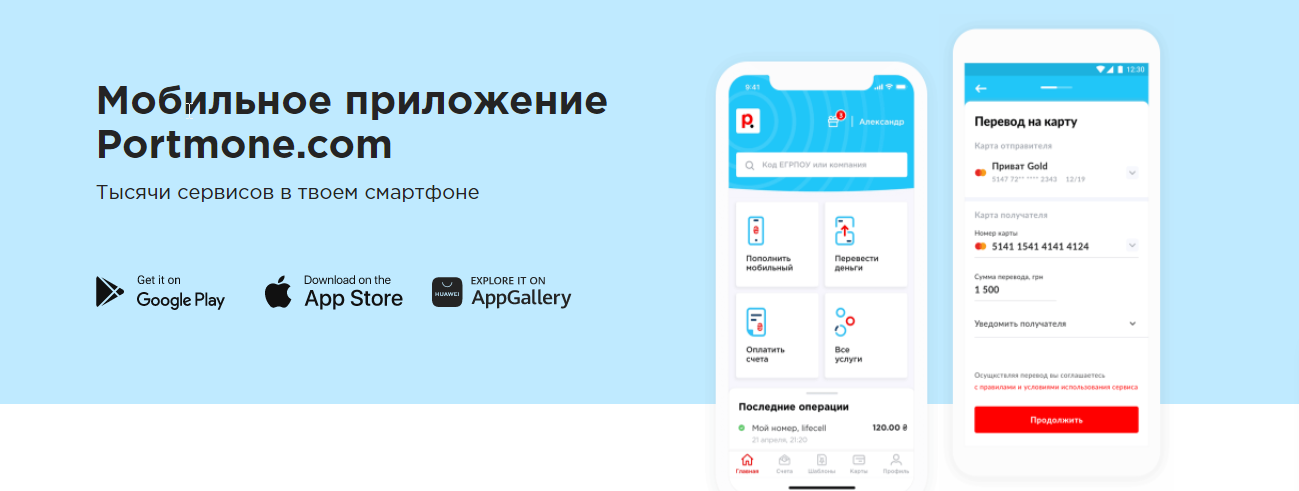 Мобильное приложение
Portmone.com
Тысячи сервисов в твоем смартфоне
Get it on
Google Play
Download on the
App Store
HUAWEI
EXPLORE IT ON
AppGallery
9:41
p.
3
Александр
Код ЕГРПОУ или компания
Пополнить
мобильный
Перевести
деньги
Оплатить
счета
Все
услуги
Последние операции
Мой номер, lifecell
120.00 ₴
21 апреля, 21:20
Главная
Счета
Шаблоны
Карты
Профиль
12:30
Перевод на карту
Карта отправителя
Приват Gold
5147 72** **** 2343 12/19
Карта получателя
Номер карты
5141 1541 4141 4124
Сумма перевода, грн
1 500
Уведомить получателя
Осуществляя перевод вы соглашаетесь
с правилами и условиями использования сервиса
Продолжить